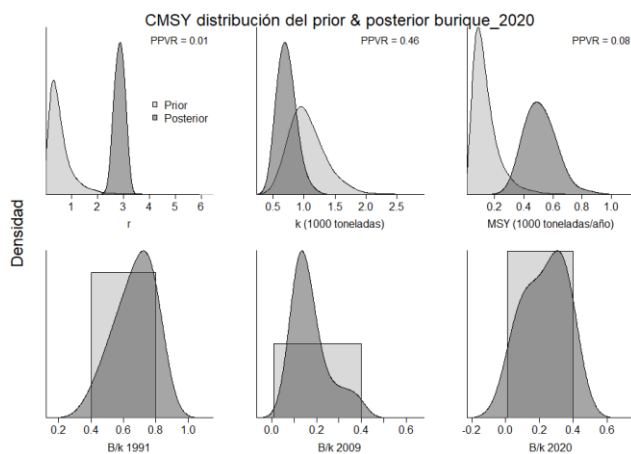 CMSY distribución del prior & posterior burique_2020
PPVR = 0.01
PPVR = 0.46
PPVR = 0.08
Prior
Posterior
1 2 3 4 5 6
0.5 1.0 1.5 2.0 2.5
0.2 0.4 0.6 0.8 1.0
r
k (1000 toneladas)
MSY (1000 toneladas/año)
Densidad
0.2 0.4 0.6 0.8 1.0
0.0 0.2 0.4 0.6
-0.2 0.0 0.2 0.4 0.6
B/k 1991
B/k 2009
B/k 2020